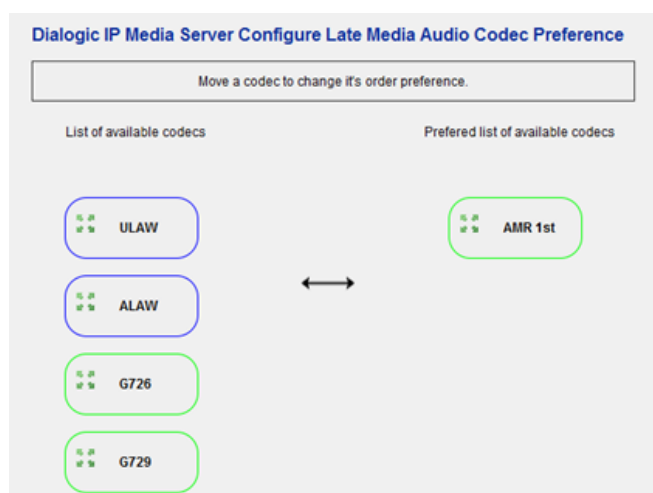 Dialogic IP Media Server Configure Late Media Audio Codec Preference
Move a codec to change it's order preference.
List of available codecs
Prefered list of available codecs
ULAW
AMR 1st
ALAW
G726
G729